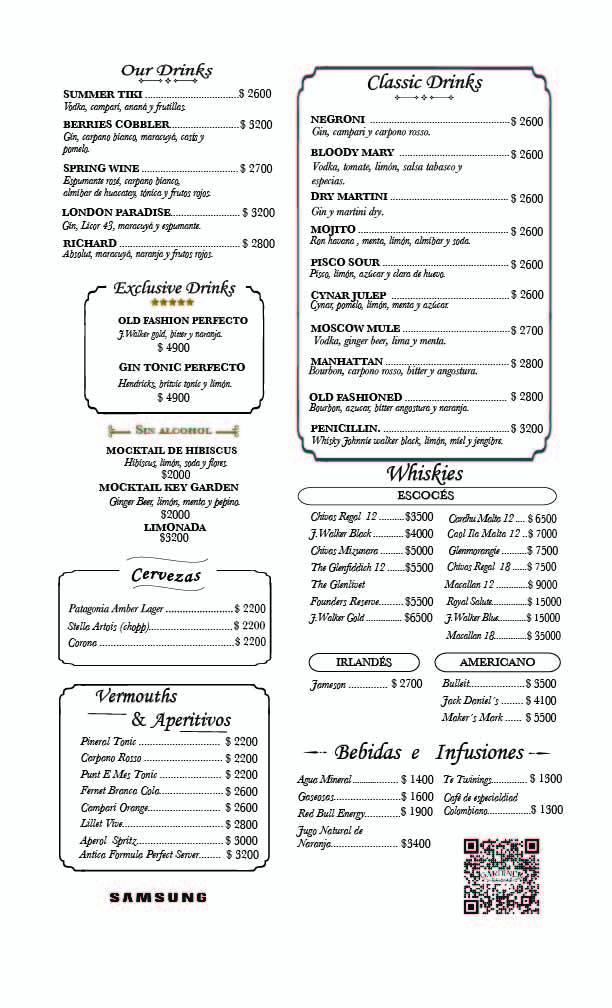 Our Drinks
SUMMER TIKI ..............................$ 2600
Vodka, campari, ananá y frutillas.
BERRIES COBBLER......................$ 3200
Gin, carpano bianco, maracuyá, casis y
pomelo.
SPRING WINE ...............................$ 2700
Espumante rosé, carpano bianco,
almibar de huacatay, tónica y frutos rojos.
LONDON PARADISE...................... $ 3200
Gin, Licor 43, maracuyá y espumante.
RICHARD ....................................... $ 2800
Absolut, maracuyá, naranja y frutos rojos.
Exclusive Drinks
OLD FASHION PERFECTO
J.Walker gold, bitter y naranja.
$ 4900
GIN TONIC PERFECTO
Hendricks, britvic tonic y limón.
$ 4900
SIN ALCOHOL
MOCKTAIL DE HIBISCUS
Hibiscus, limón, soda y flores.
$2000
MOCKTAIL KEY GARDEN
Ginger Beer, limón, menta y pepino.
$2000
LIMONADA
$3200
Cervezas
Patagonia Amber Lager ....................... $ 2200
Stella Artois (chopp)............................ $ 2200
Corona .............................................. $ 2200
Vermouths
& Aperitivos
Pineral Tonic ........................... $ 2200
Carpano Rosso .......................... $ 2200
Punt E Mes Tonic ..................... $ 2200
Fernet Branca Cola..................... $ 2600
Campari Orange........................ $ 2600
Lillet Vive.................................. $ 2800
Aperol Spritz............................. $ 3000
Antica Formula Perfect Server....... $ 3200
SAMSUNG
Classic Drinks
NEGRONI ............................................... $ 2600
Gin, campari y carpono rosso.
BLOODY MARY ..................................... $ 2600
Vodka, tomate, limón, salsa tabasco y
especias.
DRY MARTINI ........................................ $ 2600
Gin y martini dry.
MOJITO .................................................. $ 2600
Ron havana , menta, limón, almibar y soda.
PISCO SOUR ........................................... $ 2600
Pisco, limón, azúcar y clara de huevo.
CYNAR JULEP ........................................ $ 2600
Cynar, pomelo, limón, menta y azúcar.
MOSCOW MULE .................................... $ 2700
Vodka, ginger beer, lima y menta.
MANHATTAN ......................................... $ 2800
Bourbon, carpono rosso, bitter y angostura.
OLD FASHIONED ................................... $ 2800
Bourbon, azucar, bitter angostura y naranja.
PENICILLIN. .......................................... $ 3200
Whisky Johnnie walker black, limón, miel y jengibre.
Whiskies
ESCOCÉS
Chivas Regal 12 ..........$3500
J.Walker Black ............$4000
Chivas Mizunara ......... $5000
The Glenfiddich 12 .......$5500
The Glenlivet
Founders Reserve......... $5500
J.Walker Gold ............. $6500
Cardhu Malta 12 .... $ 6500
Caol Ila Malta 12 ..$ 7000
Glenmorangie .........$ 7500
Chivas Regal 18 .....$ 7500
Macallan 12 ...........$ 9000
Royal Salute............$ 15000
J.Walker Blue..........$ 15000
Macallan 18.............$ 35000
IRLANDÉS
Jameson ............... $ 2700
AMERICANO
Bulleit......................$ 3500
Jack Daniel´s ........ $ 4100
Maker´s Mark ...... $ 5500
Bebidas e Infusiones
Agua Mineral .................. $ 1400
Gaseosas...........................$ 1600
Red Bull Energy..............$ 1900
Jugo Natural de
Naranja........................... $3400
Te Twinings.............. $ 1300
Café de especialdiad
Colombiano.................$ 1300
GARDINER